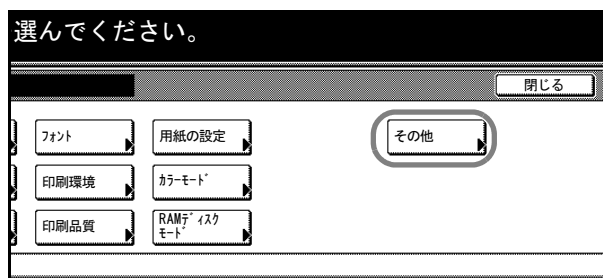 選んでください。
閉じる
フォント
用紙の設定
その他
印刷環境
カラーモード
印刷品質
RAMディスク
モード